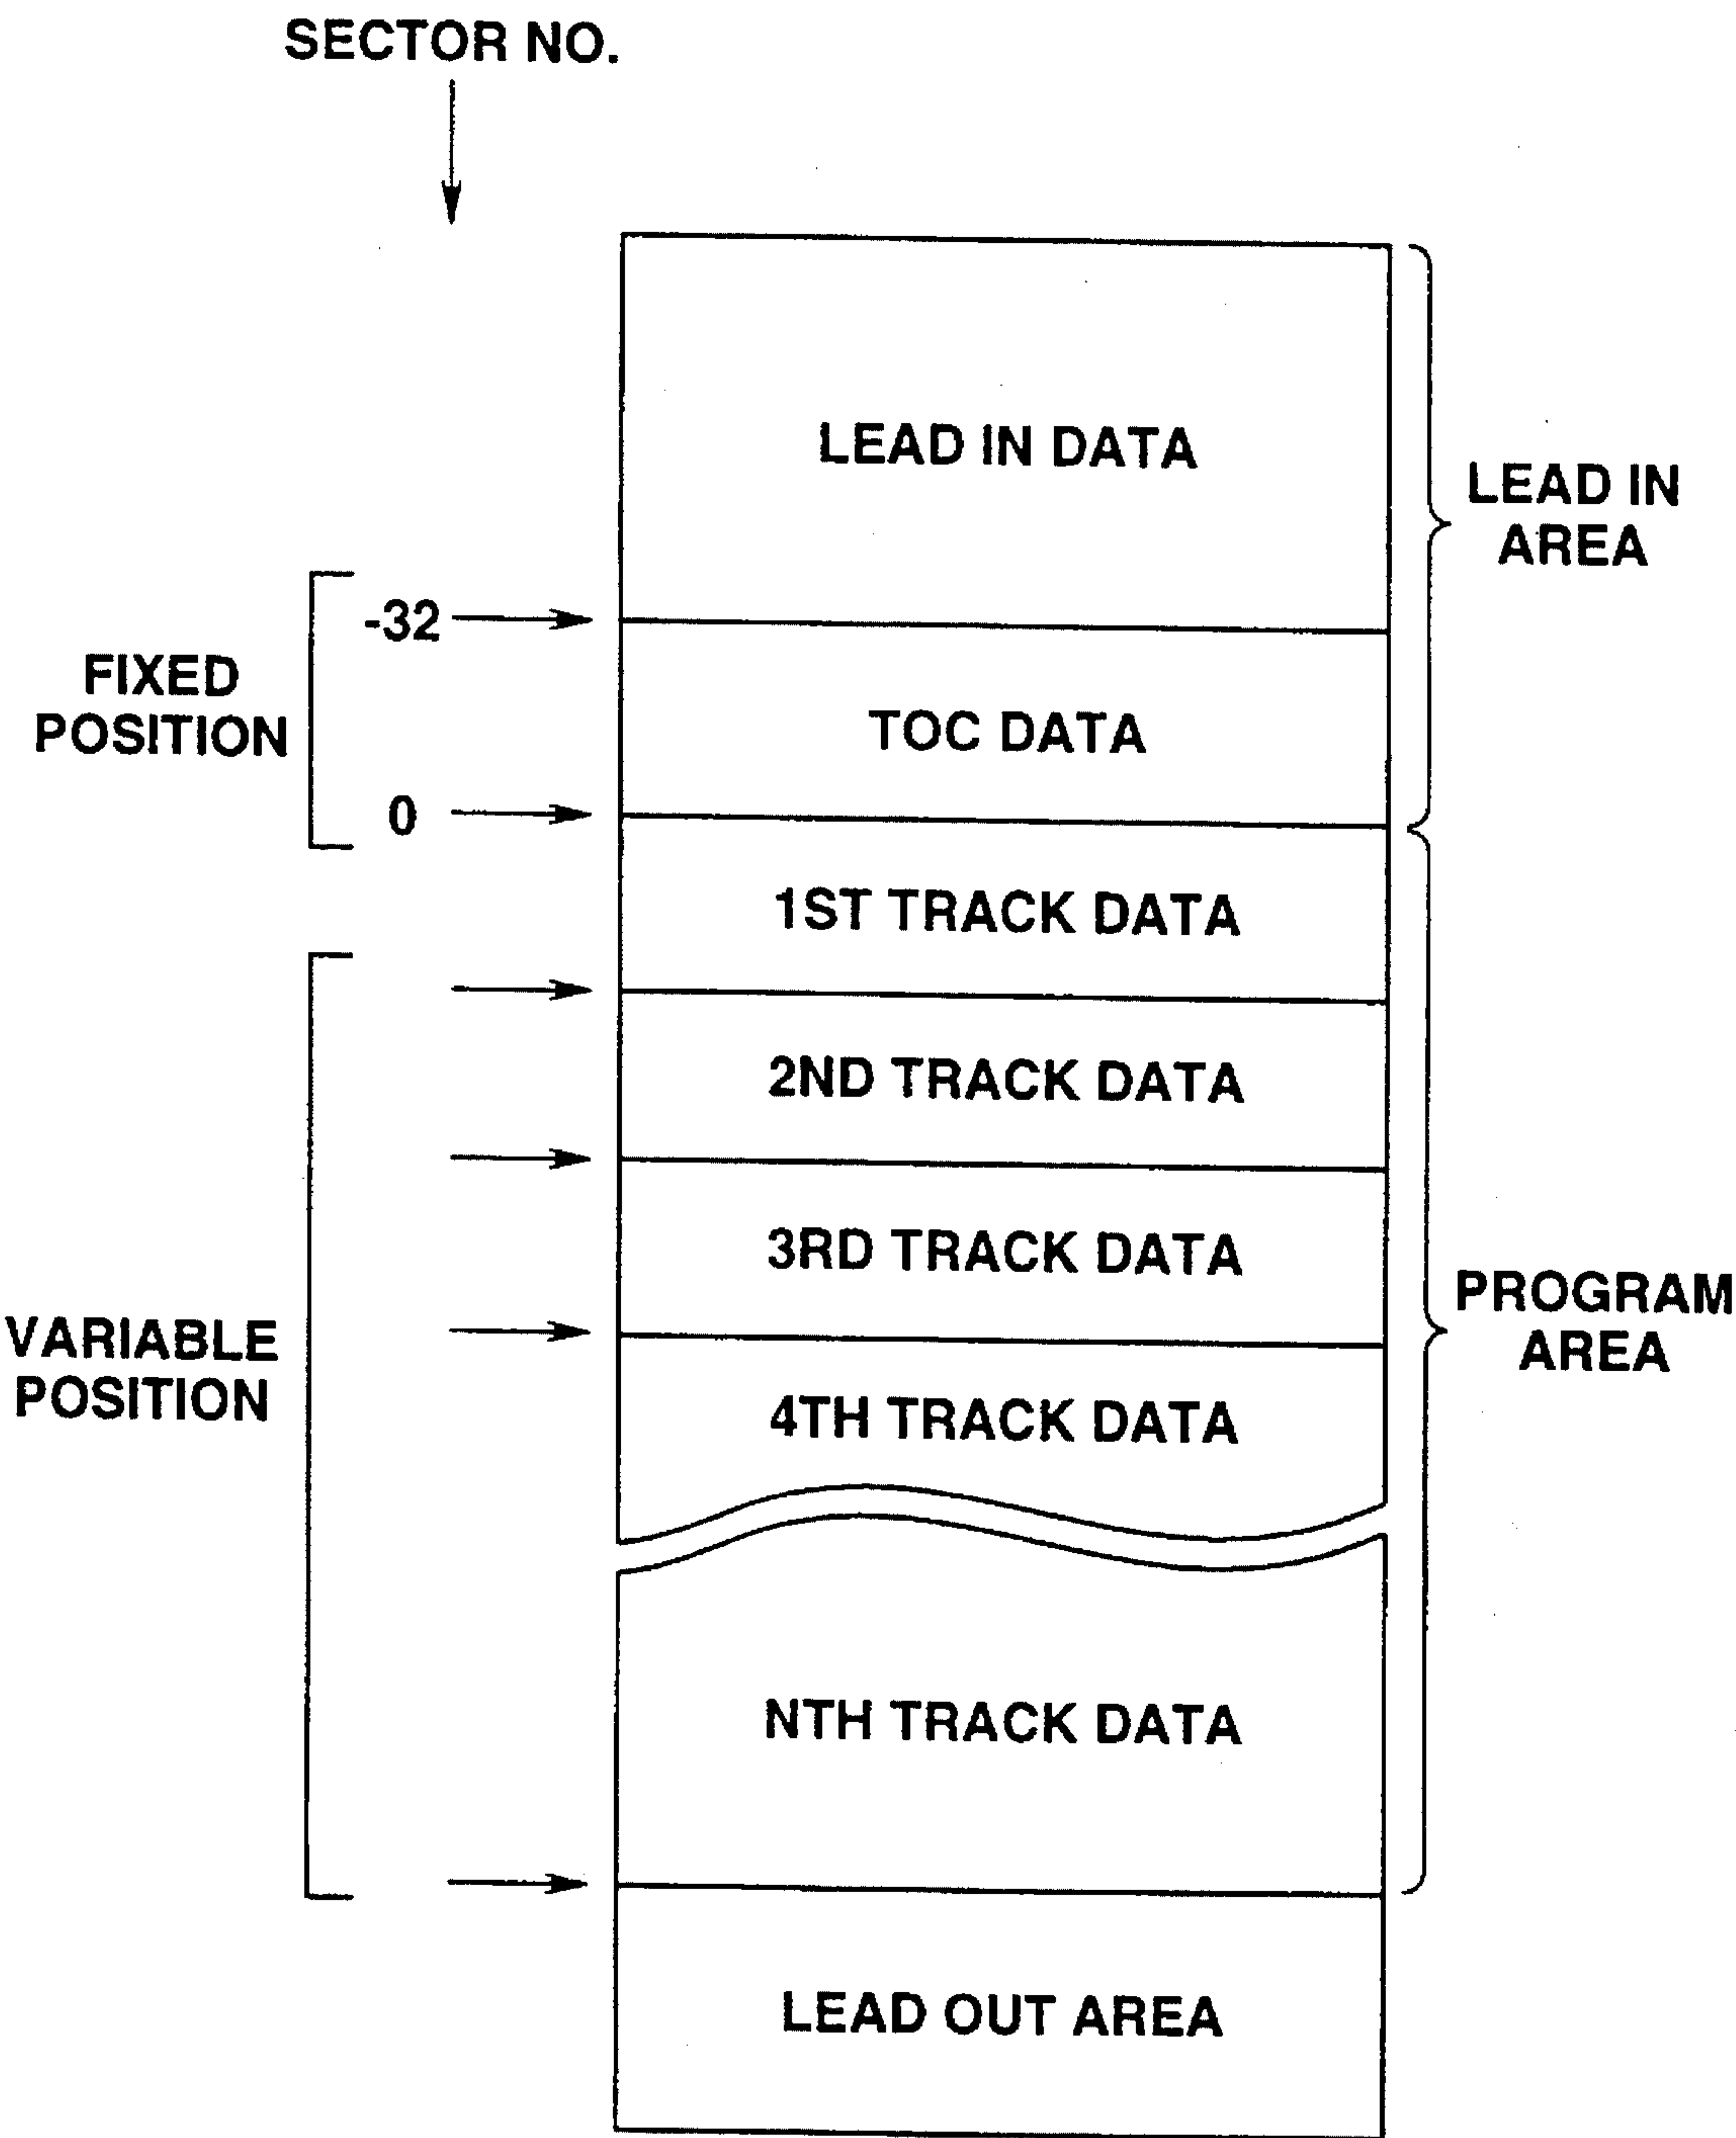 SECTOR NO.
LEAD IN DATA
LEAD IN
AREA
-32
FIXED
POSITION
TOC DATA
0
1ST TRACK DATA
2ND TRACK DATA
3RD TRACK DATA
PROGRAM
AREA
VARIABLE
POSITION
4TH TRACK DATA
NTH TRACK DATA
LEAD OUT AREA